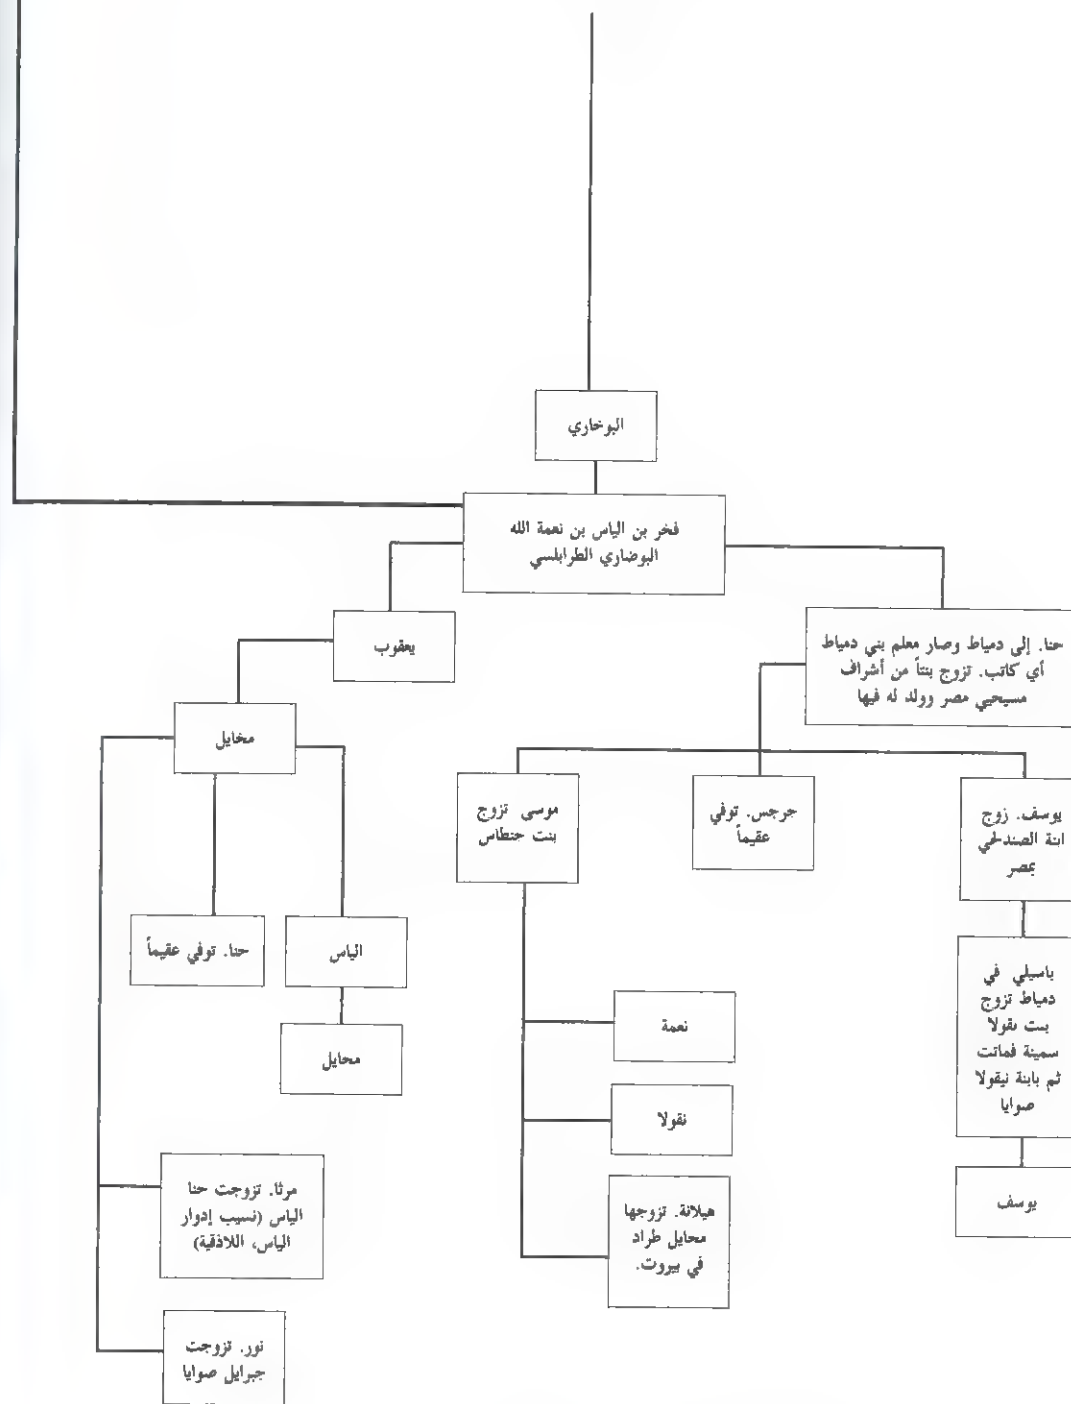 البوخاري
فخر بن الياس بن نعمة الله
البوضاري الطرابلسي
حنا. إلى دمياط وصار معلم بني دمياط
أي كاتب. تزوج بنتاً من أشراف
مسيحيي مصر وولد له فيها
يعقوب
مخايل
يوسف. زوج
ابنة الصندلحي
بمصر
جرجس. توفي
عقيماً
موسى تزوج
بنت حنطاس
الياس
حنا. توفي عقيماً
باسيلي في
دمياط تزوج
بنت نقولا
سمينة فماتت
ثم بابنة نيقولا
صوايا
نعمة
محايل
نقولا
يوسف
هيلانة. تزوجها
محايل طراد
في بيروت.
مرتا. تزوجت حنا
الياس (نسيب إدوار
الياس، اللاذقية)
نور. تزوجت
جبرايل صوايا